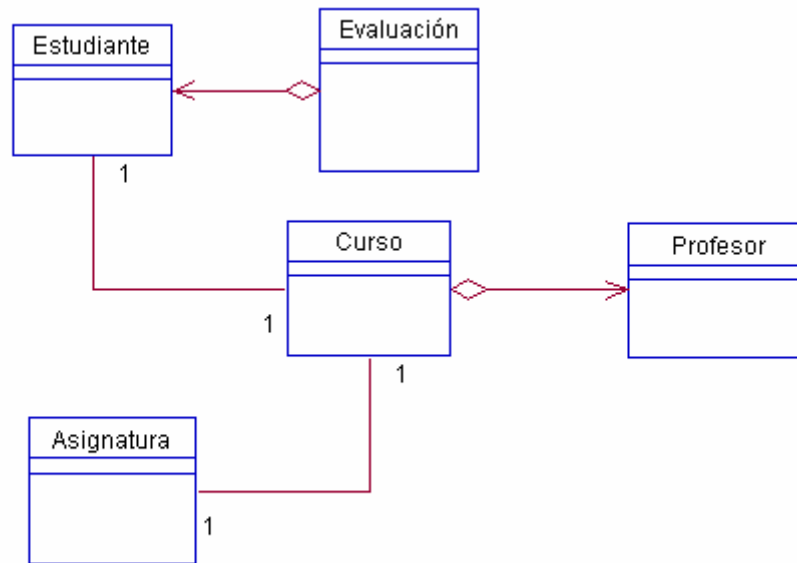 Estudiante
Evaluación
1
Curso
Profesor
1
1
Asignatura
1